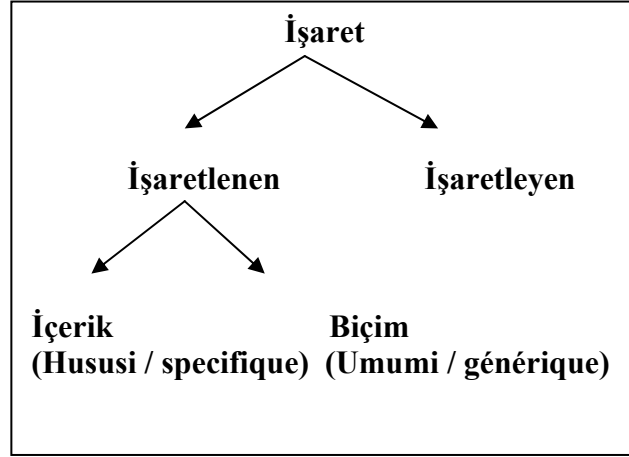 İşaret
İşaretlenen İşaretleyen
İçerik Biçim
(Hususi / specifique) (Umumi / générique)